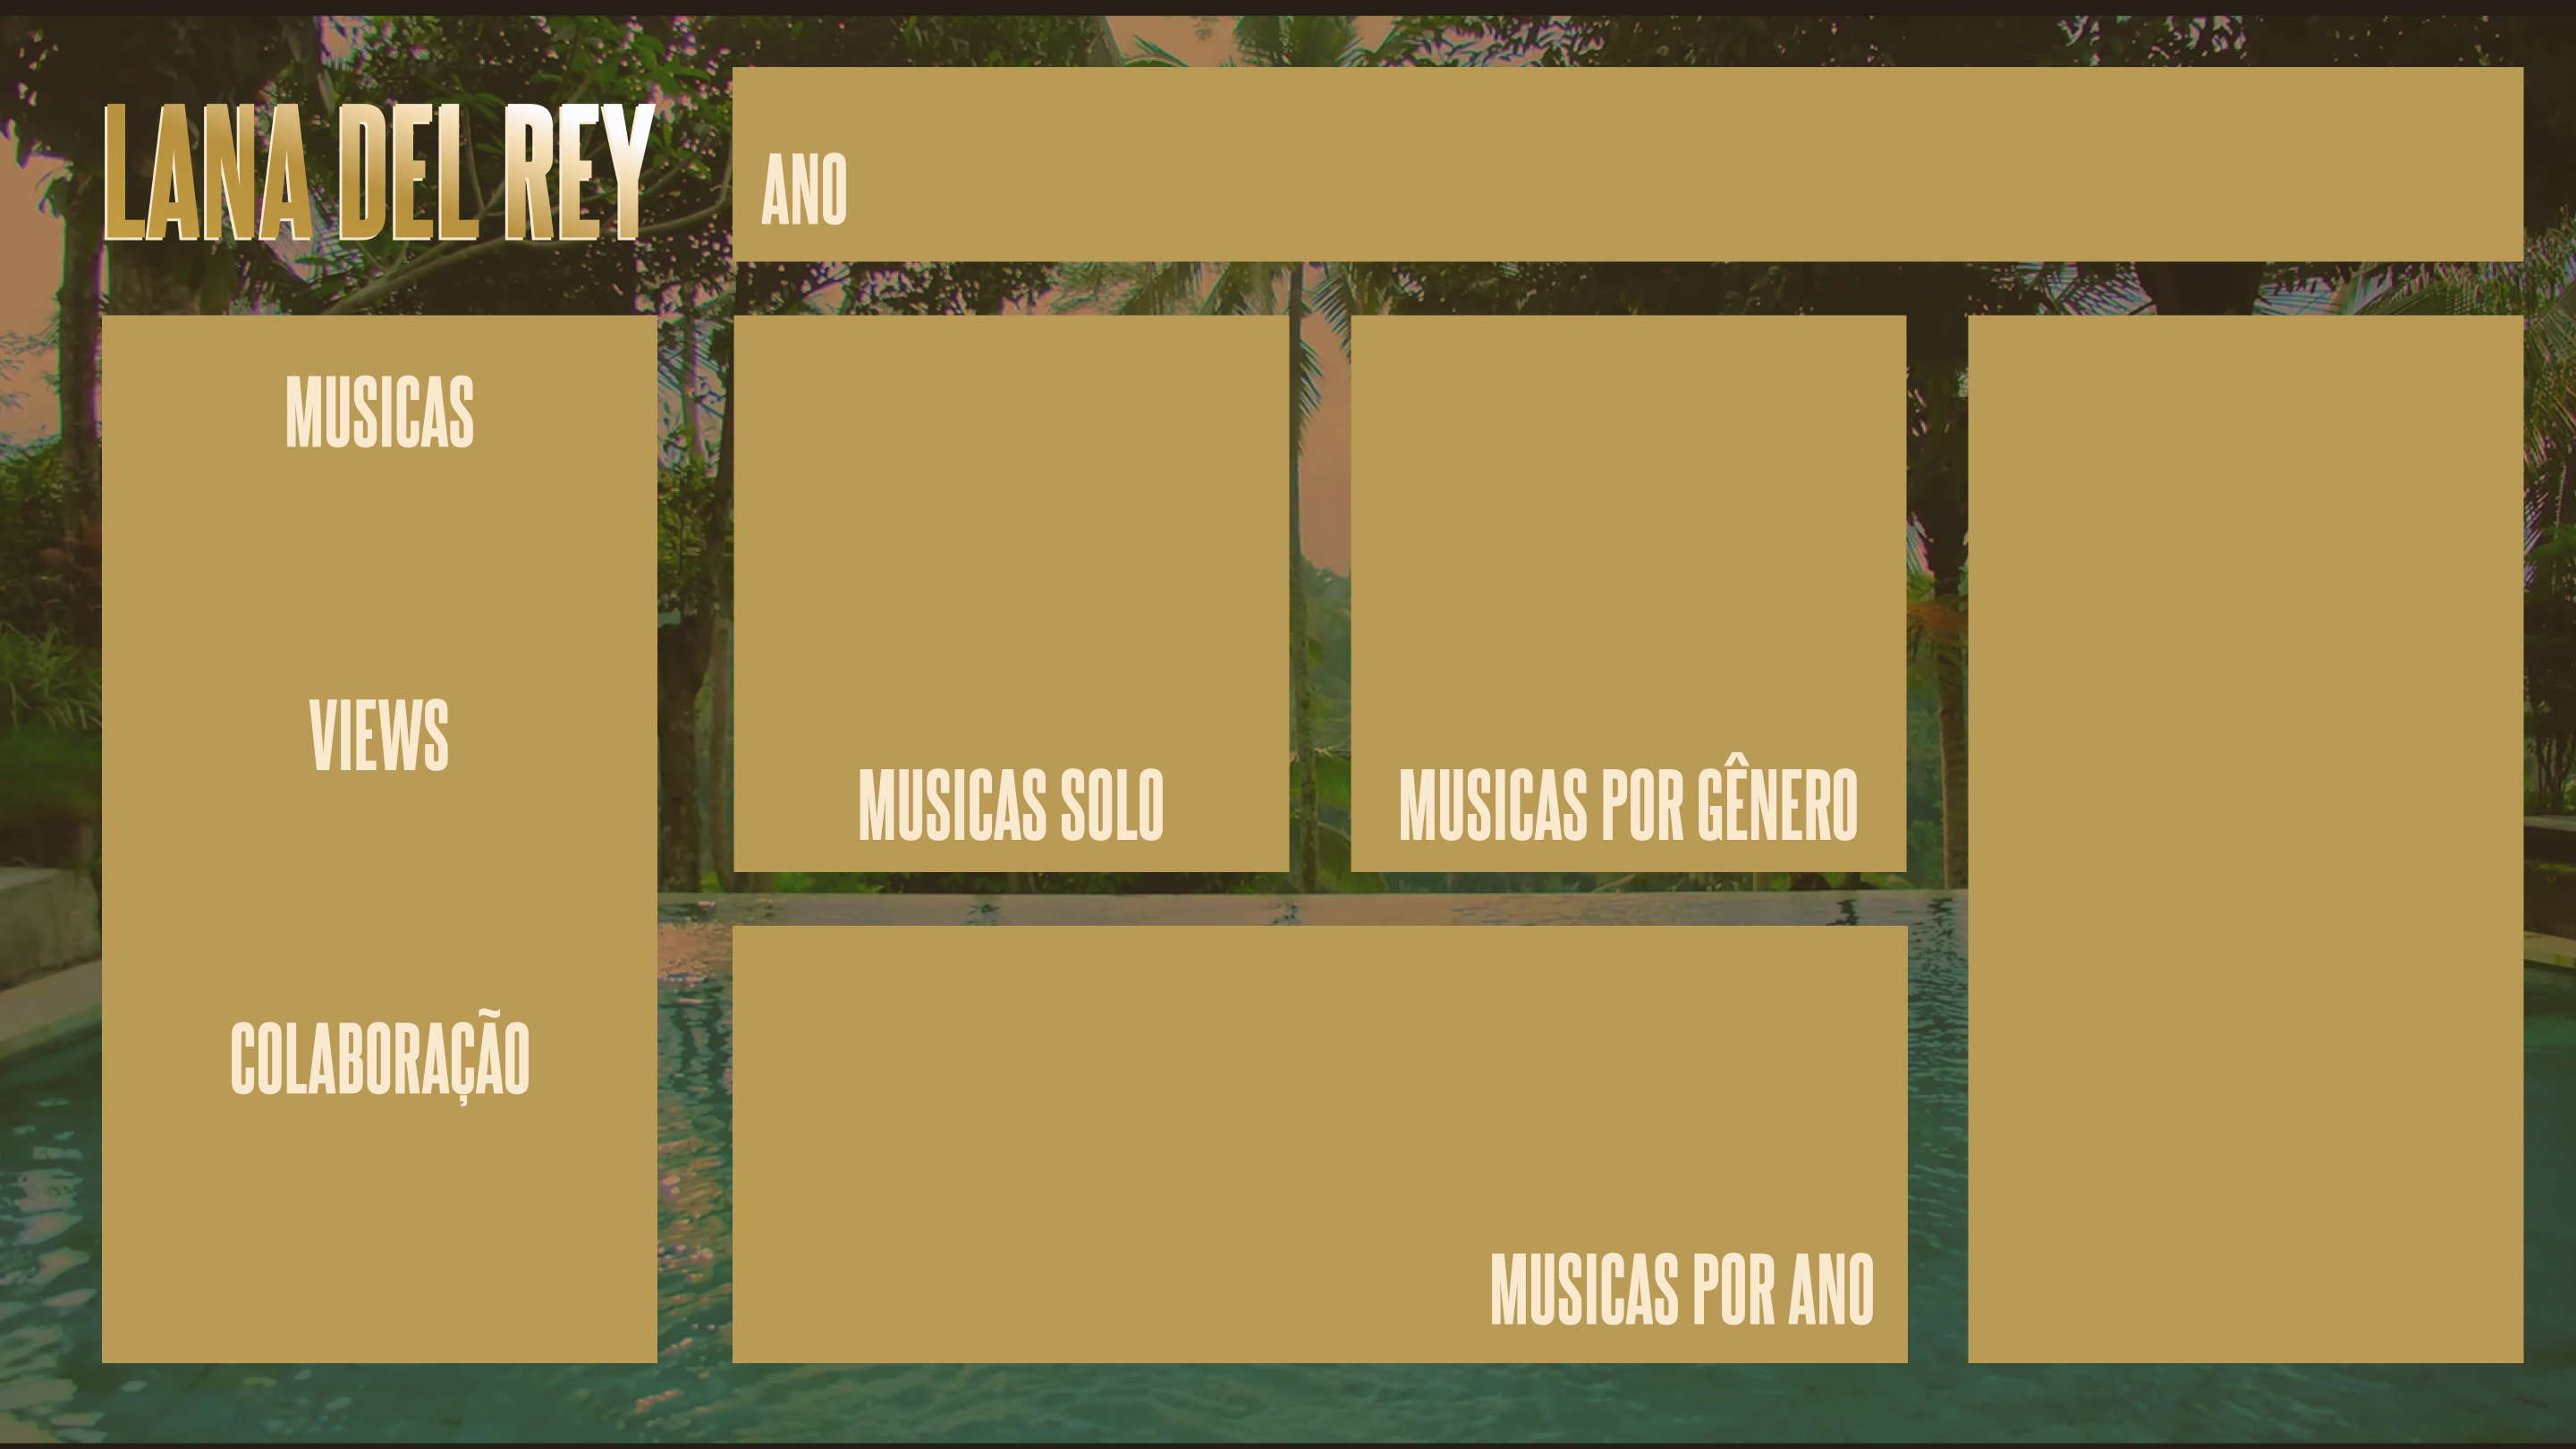 LANA DEL REY
ANO
MUSICAS
VIEWS
COLABORAÇÃO
MUSICAS SOLO
MUSICAS POR GÊNERO
MUSICAS POR ANO